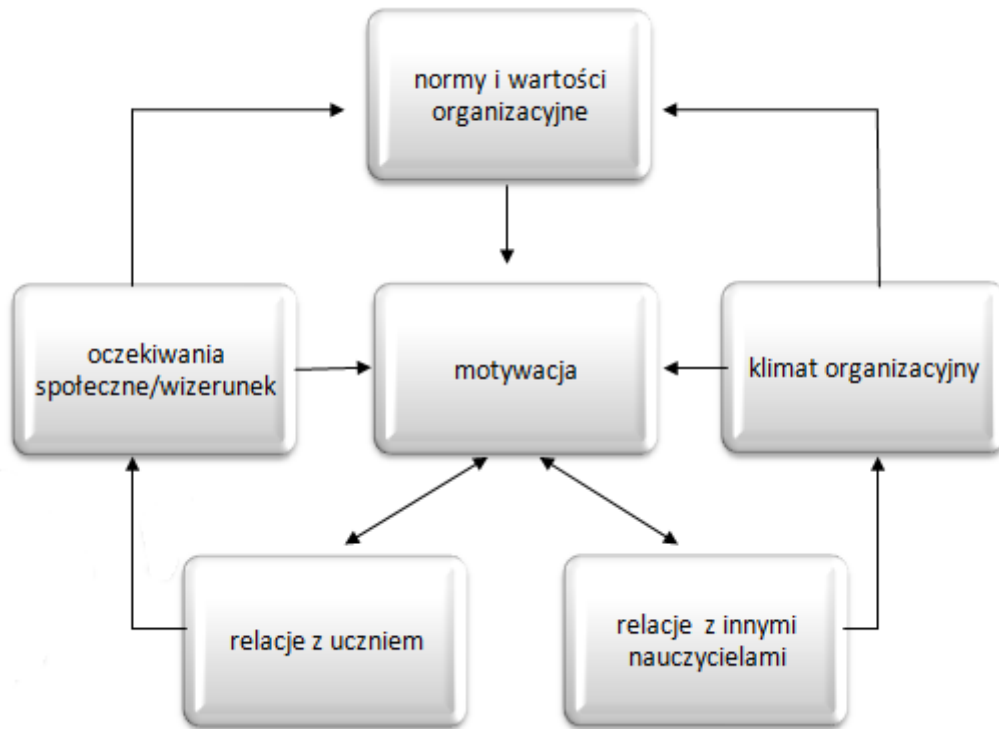 normy i wartości
organizacyjne
oczekiwania
społeczne/wizerunek
motywacja
klimat organizacyjny
relacje z uczniem
relacje z innymi
nauczycielami